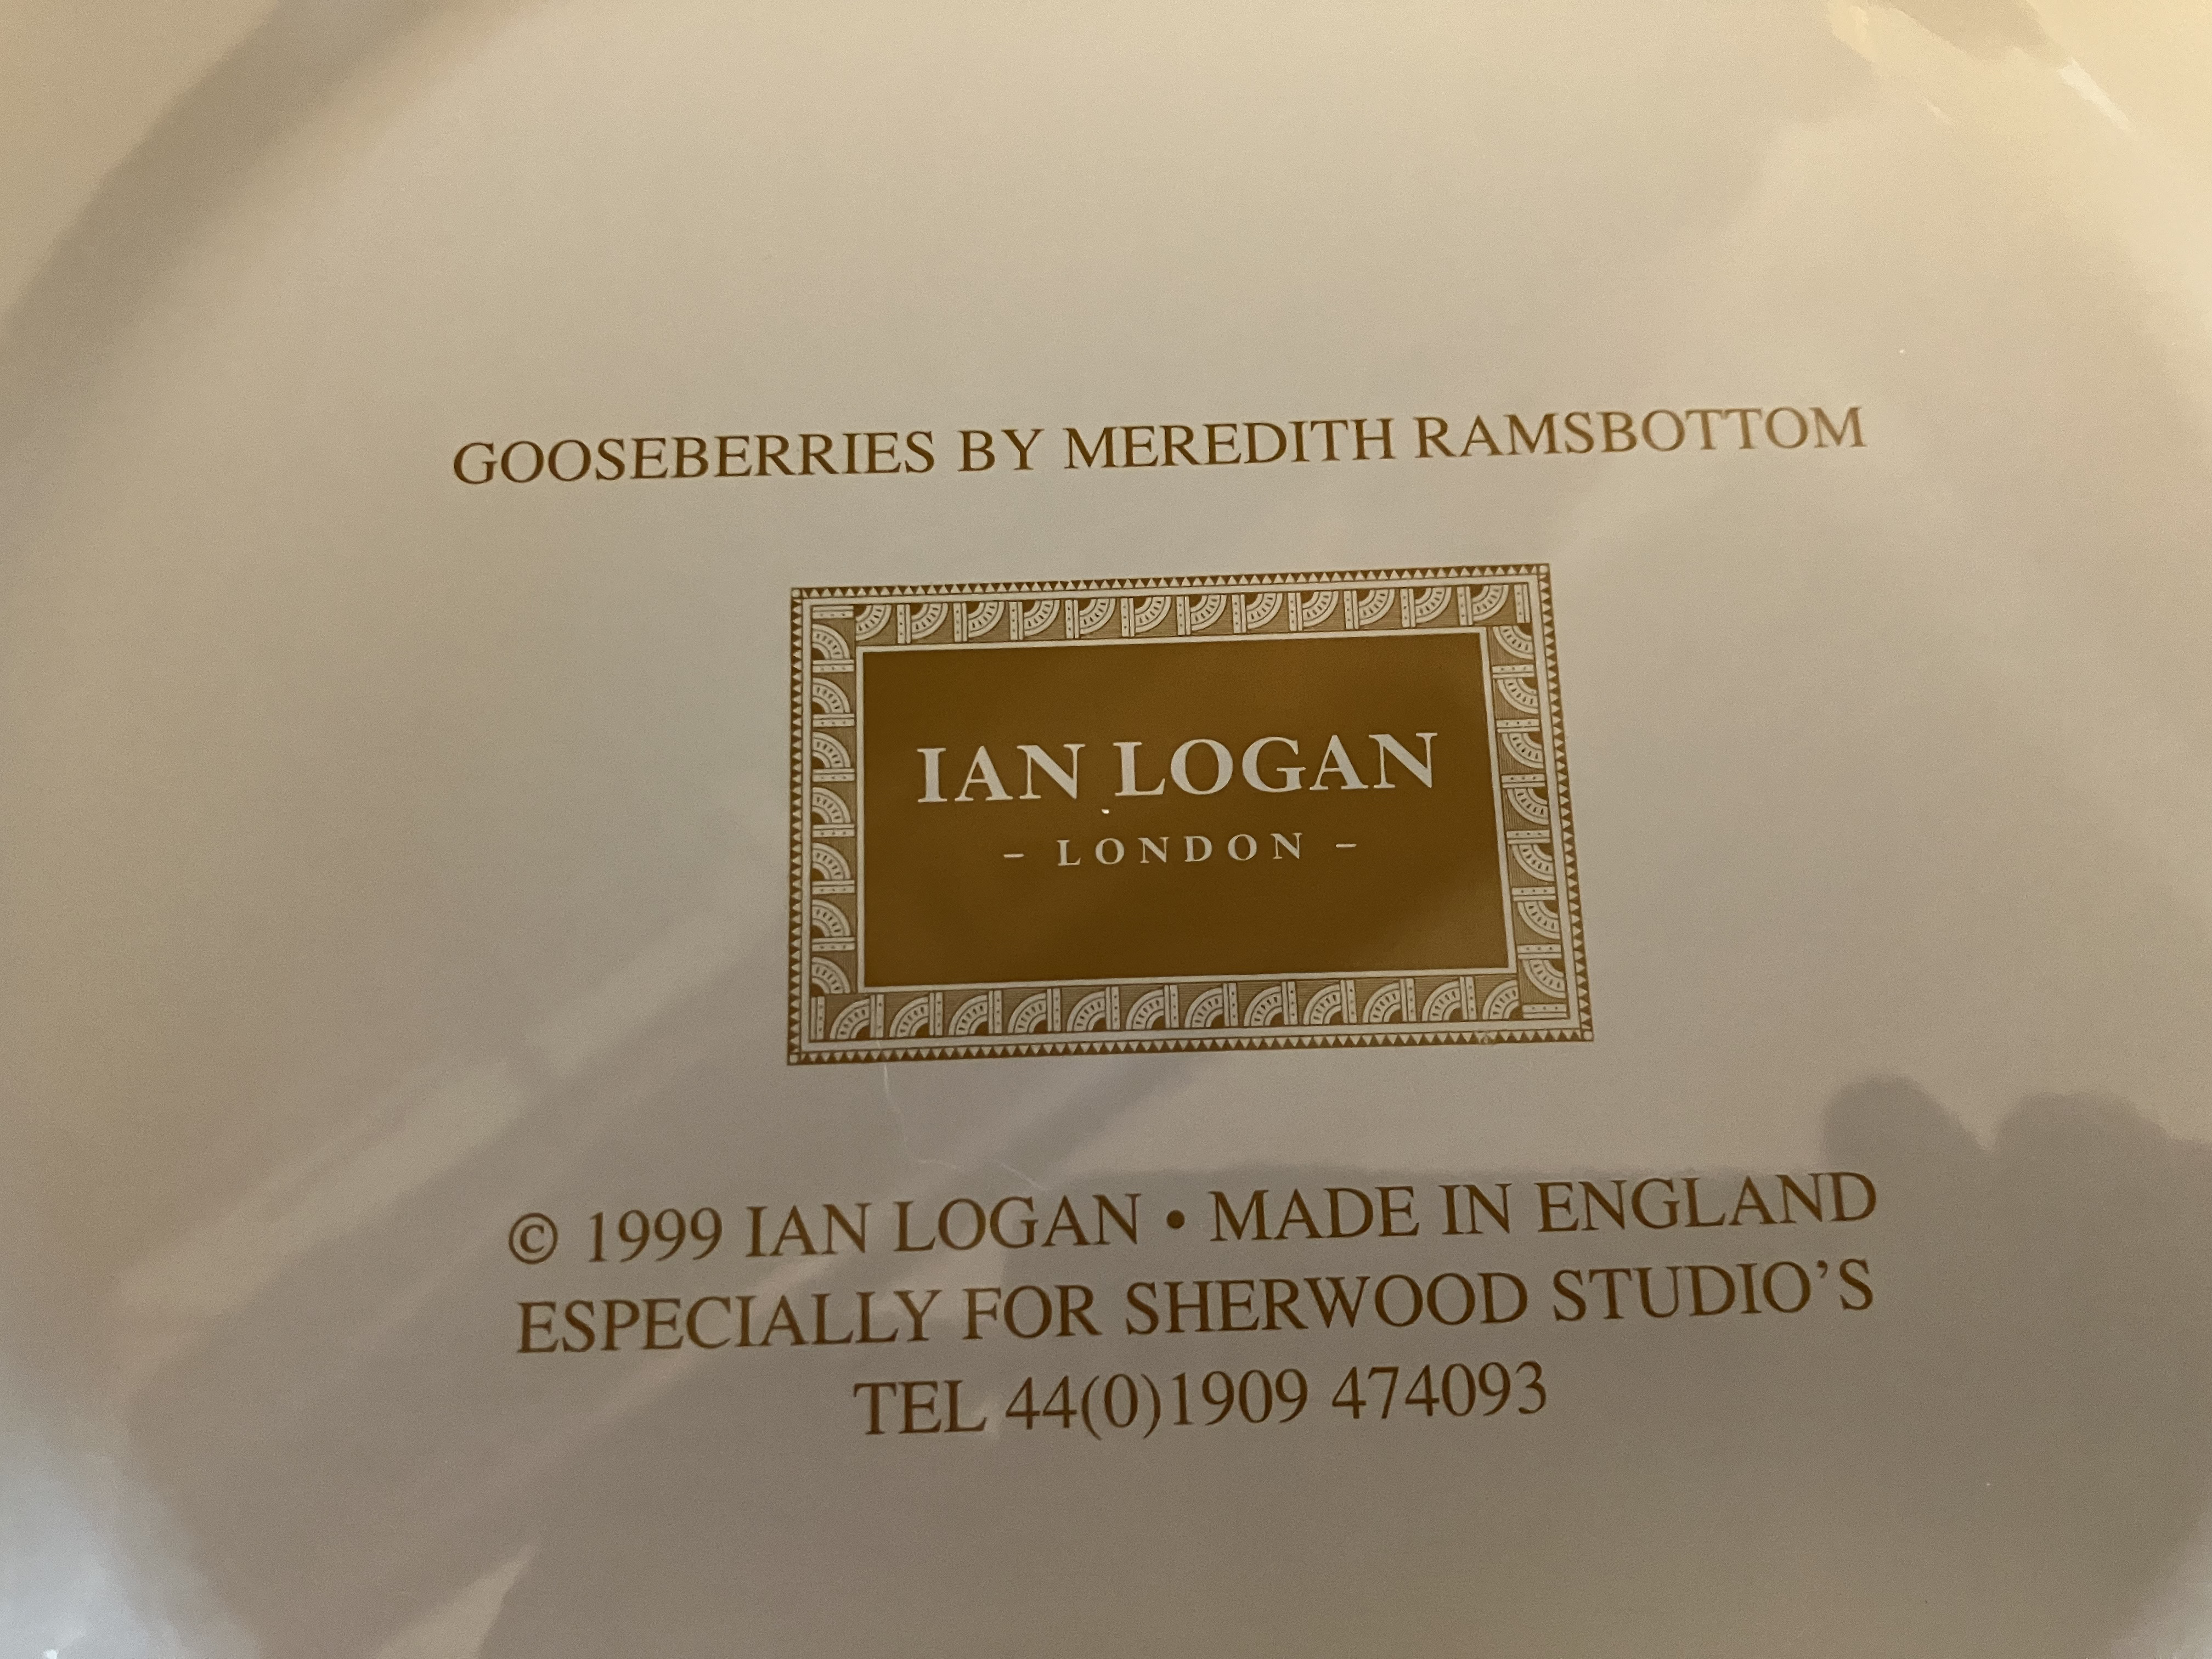 GOOSEBERRIES BY MEREDITH RAMSBOTTOM
IAN LOGAN
- LONDON -
© 1999 IAN LOGAN • MADE IN ENGLAND
ESPECIALLY FOR SHERWOOD STUDIO'S
TEL 44(0)1909 474093